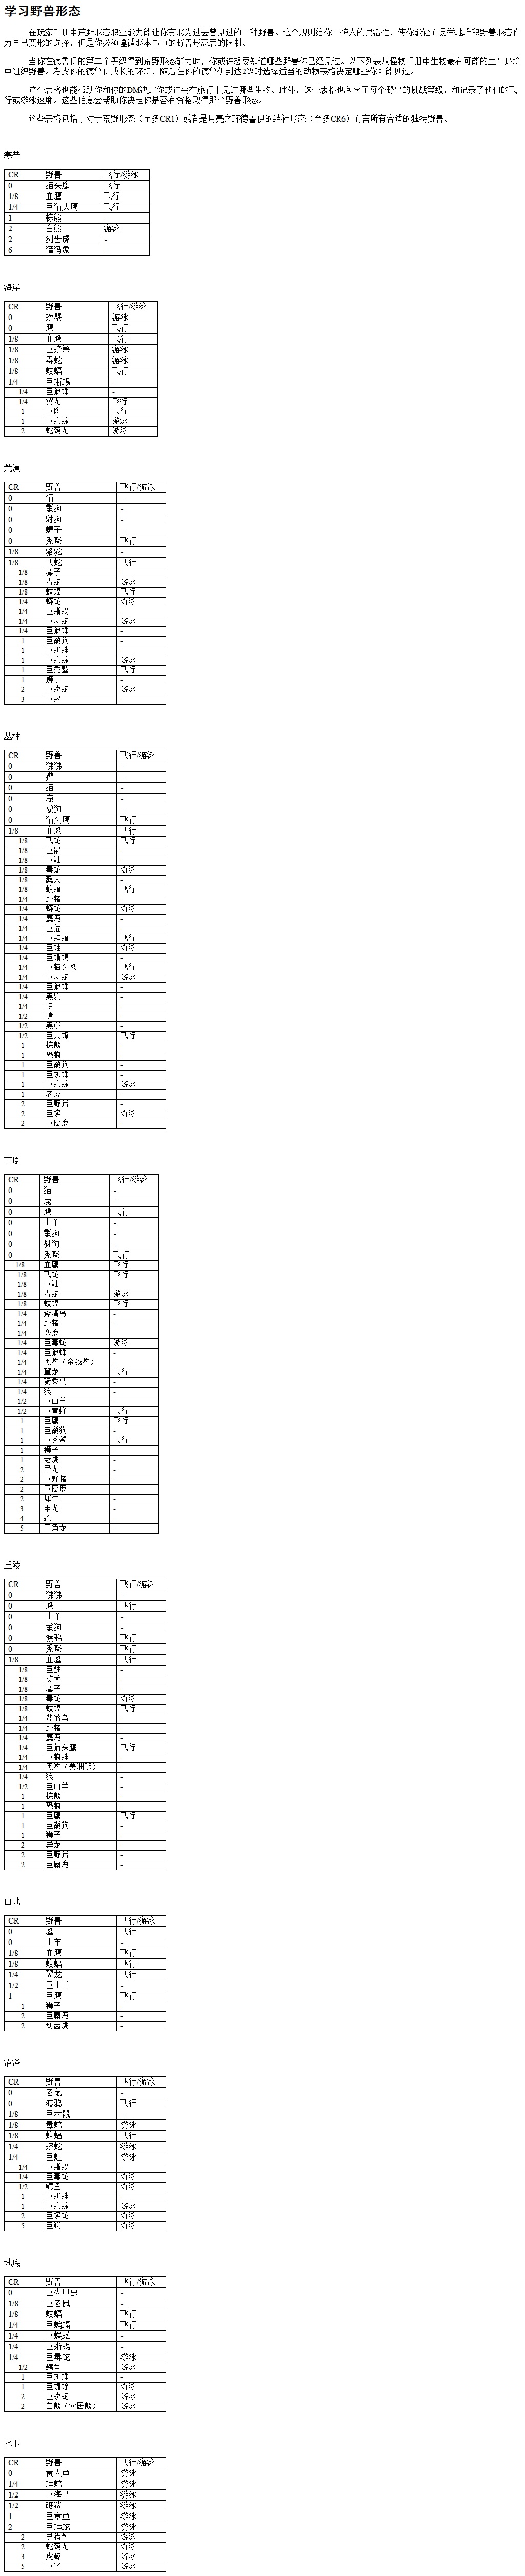 学习野兽形态
在玩家手册中荒野形态职业能力能让你变形为过去曾见过的一种野兽。这个规则给你了惊人的灵活性，使你能轻而易举地堆积野兽形态作
为自己变形的选择，但是你必须遵循那本书中的野兽形态表的限制。
当你在德鲁伊的第二个等级得到荒野形态能力时，你或许想要知道哪些野兽你已经见过。以下列表从怪物手册中生物最有可能的生存环境
中组织野兽。考虑你的德鲁伊成长的环境，随后在你的德鲁伊到达2级时选择适当的动物表格决定哪些你可能见过。
这个表格也能帮助你和你的DM决定你或许会在旅行中见过哪些生物。此外，这个表格也包含了每个野兽的挑战等级，和记录了他们的飞
行或游泳速度。这些信息会帮助你决定你是否有资格取得那个野兽形态。
这些表格包括了对于荒野形态（至多CR1）或者是月亮之环德鲁伊的结社形态（至多CR6）而言所有合适的独特野兽。
寒带
CR 野兽 飞行/游泳
0 猫头鹰 飞行
1/8 血鹰 飞行
1/4 巨猫头鹰 飞行
1 棕熊 -
2 白熊 游泳
2 剑齿虎 -
6 猛犸象 -
海岸
CR 野兽 飞行/游泳
0 螃蟹 游泳
0 鹰 飞行
1/8 血鹰 飞行
1/8 巨螃蟹 游泳
1/8 毒蛇 游泳
1/8 蚊蝠 飞行
1/4 巨蜥蜴 -
1/4 巨狼蛛 -
1/4 翼龙 飞行
1 巨鹰 飞行
1 巨蟾蜍 游泳
2 蛇颈龙 游泳
荒漠
CR 野兽 飞行/游泳
0 猫 -
0 鬣狗 -
0 豺狗 -
0 蝎子 -
0 秃鹫 飞行
1/8 骆驼 -
1/8 飞蛇 飞行
1/8 骡子 -
1/8 毒蛇 游泳
1/8 蚊蝠 飞行
1/4 蟒蛇 游泳
1/4 巨蜥蜴 -
1/4 巨毒蛇 游泳
1/4 巨狼蛛 -
1 巨鬣狗 -
1 巨蜘蛛 -
1 巨蟾蜍 游泳
1 巨秃鹫 飞行
1 狮子 -
2 巨蟒蛇 游泳
3 巨蝎 -
丛林
CR 野兽 飞行/游泳
0 狒狒 -
0 獾 -
0 猫 -
0 鹿 -
0 鬣狗 -
0 猫头鹰 飞行
1/8 血鹰 飞行
1/8 飞蛇 飞行
1/8 巨鼠 -
1/8 巨鼬 -
1/8 毒蛇 游泳
1/8 獒犬 -
1/8 蚊蝠 飞行
1/4 野猪 -
1/4 蟒蛇 游泳
1/4 麋鹿 -
1/4 巨獾 -
1/4 巨蝙蝠 飞行
1/4 巨蛙 游泳
1/4 巨蜥蜴 -
1/4 巨猫头鹰 飞行
1/4 巨毒蛇 游泳
1/4 巨狼蛛 -
1/4 黑豹 -
1/4 狼 -
1/2 猿 -
1/2 黑熊 -
1/2 巨黄蜂 飞行
1 棕熊 -
1 恐狼 -
1 巨鬣狗 -
1 巨蜘蛛 -
1 巨蟾蜍 游泳
1 老虎 -
2 巨野猪 -
2 巨蟒 游泳
2 巨麋鹿 -
草原
CR 野兽 飞行/游泳
0 猫 -
0 鹿 -
0 鹰 飞行
0 山羊 -
0 鬣狗 -
0 豺狗 -
0 秃鹫 飞行
1/8 血鹰 飞行
1/8 飞蛇 飞行
1/8 巨鼬 -
1/8 毒蛇 游泳
1/8 蚊蝠 飞行
1/4 斧嘴鸟 -
1/4 野猪 -
1/4 麋鹿 -
1/4 巨毒蛇 游泳
1/4 巨狼蛛 -
1/4 黑豹（金钱豹） -
1/4 翼龙 飞行
1/4 骑乘马 -
1/4 狼 -
1/2 巨山羊 -
1/2 巨黄蜂 飞行
1 巨鹰 飞行
1 巨鬣狗 -
1 巨秃鹫 飞行
1 狮子 -
1 老虎 -
2 异龙 -
2 巨野猪 -
2 巨麋鹿 -
2 犀牛 -
3 甲龙 -
4 象 -
5 三角龙 -
丘陵
CR 野兽 飞行/游泳
0 狒狒 -
0 鹰 飞行
0 山羊 -
0 鬣狗 -
0 渡鸦 飞行
0 秃鹫 飞行
1/8 血鹰 飞行
1/8 巨鼬 -
1/8 獒犬 -
1/8 骡子 -
1/8 毒蛇 游泳
1/8 蚊蝠 飞行
1/4 斧嘴鸟 -
1/4 野猪 -
1/4 麋鹿 -
1/4 巨猫头鹰 飞行
1/4 巨狼蛛 -
1/4 黑豹（美洲狮） -
1/4 狼 -
1/2 巨山羊 -
1 棕熊 -
1 恐狼 -
1 巨鹰 飞行
1 巨鬣狗 -
1 狮子 -
2 异龙 -
2 巨野猪 -
2 巨麋鹿 -
山地
CR 野兽 飞行/游泳
0 鹰 飞行
0 山羊 -
1/8 血鹰 飞行
1/8 蚊蝠 飞行
1/4 翼龙 飞行
1/2 巨山羊 -
1 巨鹰 飞行
1 狮子 -
2 巨麋鹿 -
2 剑齿虎 -
沼泽
CR 野兽 飞行/游泳
0 老鼠 -
0 渡鸦 飞行
1/8 巨老鼠 -
1/8 毒蛇 游泳
1/8 蚊蝠 飞行
1/4 蟒蛇 游泳
1/4 巨蛙 游泳
1/4 巨蜥蜴 -
1/4 巨毒蛇 游泳
1/2 鳄鱼 游泳
1 巨蜘蛛 -
1 巨蟾蜍 游泳
2 巨蟒蛇 游泳
5 巨鳄 游泳
地底
CR 野兽 飞行/游泳
0 巨火甲虫 -
1/8 巨老鼠 -
1/8 蚊蝠 飞行
1/4 巨蝙蝠 飞行
1/4 巨蜈蚣 -
1/4 巨蜥蜴 -
1/4 巨毒蛇 游泳
1/2 鳄鱼 游泳
1 巨蜘蛛 -
1 巨蟾蜍 游泳
2 巨蟒蛇 游泳
2 白熊（穴居熊） 游泳
水下
CR 野兽 飞行/游泳
0 食人鱼 游泳
1/4 蟒蛇 游泳
1/2 巨海马 游泳
1/2 礁鲨 游泳
1 巨章鱼 游泳
2 巨蟒蛇 游泳
2 寻猎鲨 游泳
2 蛇颈龙 游泳
3 虎鲸 游泳
5 巨鲨 游泳